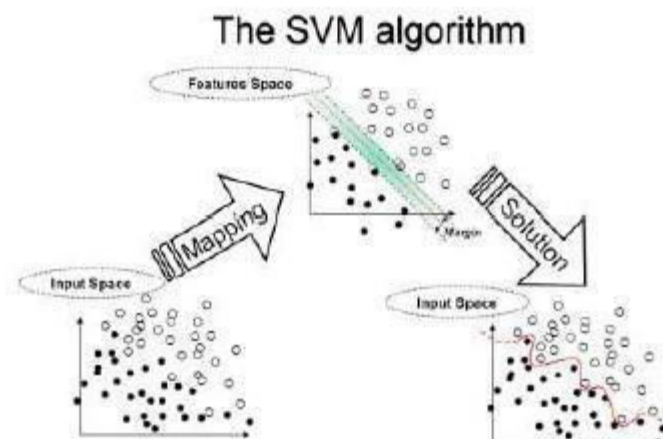 The SVM algorithm
Features Space
Mapping
Margin
Solution
Input Space
Input Space